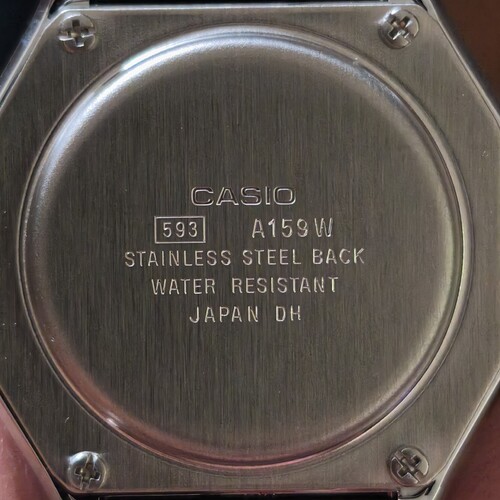 CASIO
593 A159W
STAINLESS STEEL BACK
WATER RESISTANT
JAPAN DH